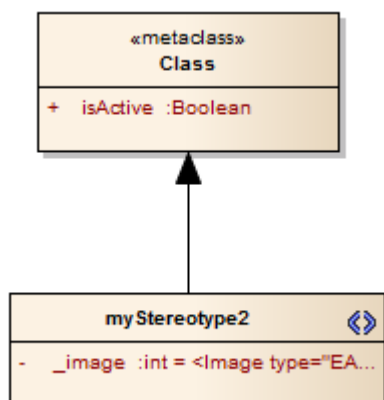 «metaclass»
Class
+ isActive :Boolean
myStereotype2
- _image :int = <Image type="EA...